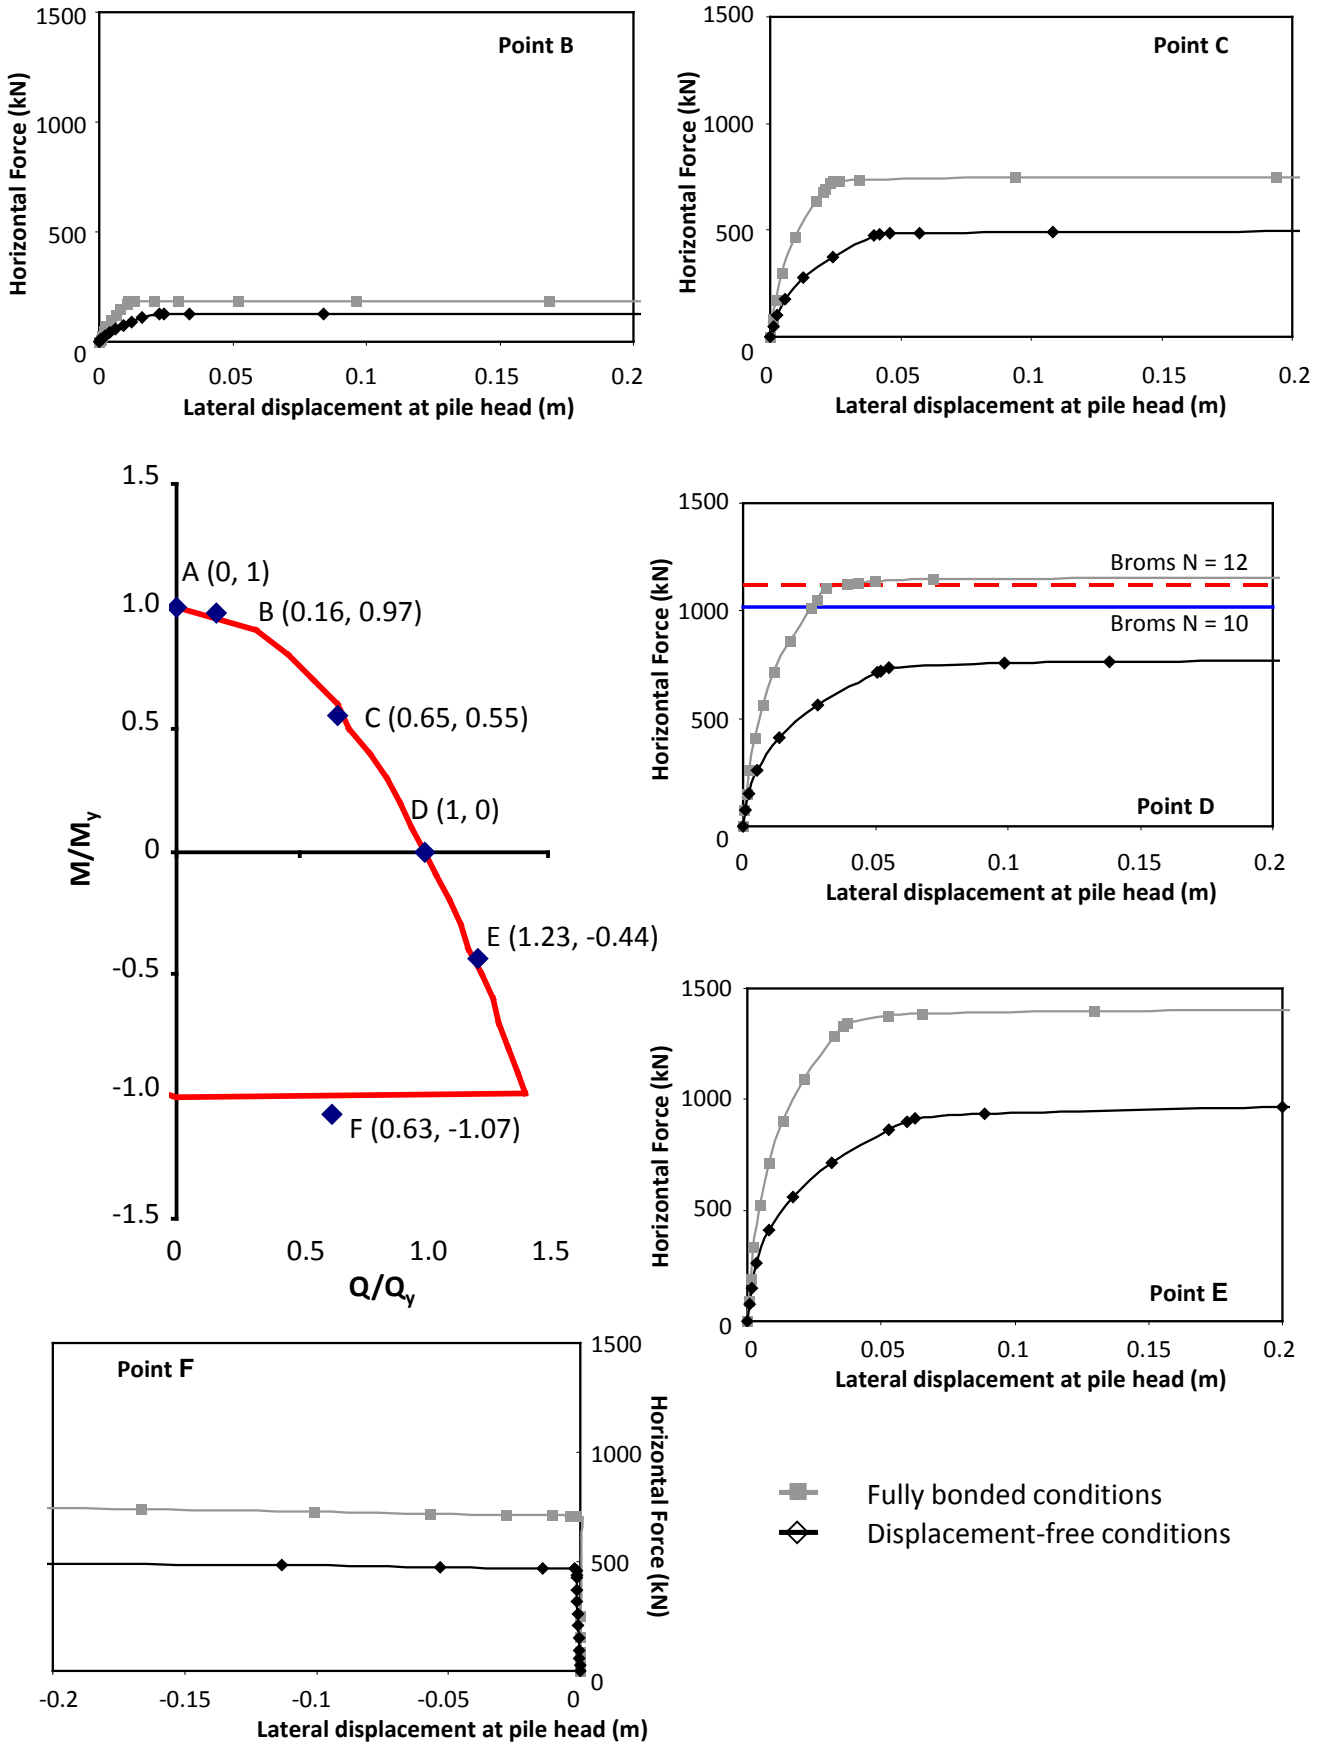 1500
1000
500
0
Horizontal Force (kN)
Point B
0 0.05 0.1 0.15 0.2
Lateral displacement at pile head (m)
1500
1000
500
0
Horizontal Force (kN)
Point C
0 0.05 0.1 0.15 0.2
Lateral displacement at pile head (m)
1.5
1.0
0.5
0
-0.5
-1.0
-1.5
M/My
A (0, 1)
B (0.16, 0.97)
C (0.65, 0.55)
D (1, 0)
E (1.23, -0.44)
F (0.63, -1.07)
0 0.5 1.0 1.5
Q/Qy
1500
1000
500
0
Horizontal Force (kN)
Broms N = 12
Broms N = 10
Point D
0 0.05 0.1 0.15 0.2
Lateral displacement at pile head (m)
1500
1000
500
0
Horizontal Force (kN)
Point E
0 0.05 0.1 0.15 0.2
Lateral displacement at pile head (m)
Point F
1500
1000
500
0
Horizontal Force (kN)
-0.2 -0.15 -0.1 -0.05 0
Lateral displacement at pile head (m)
Fully bonded conditions
Displacement-free conditions